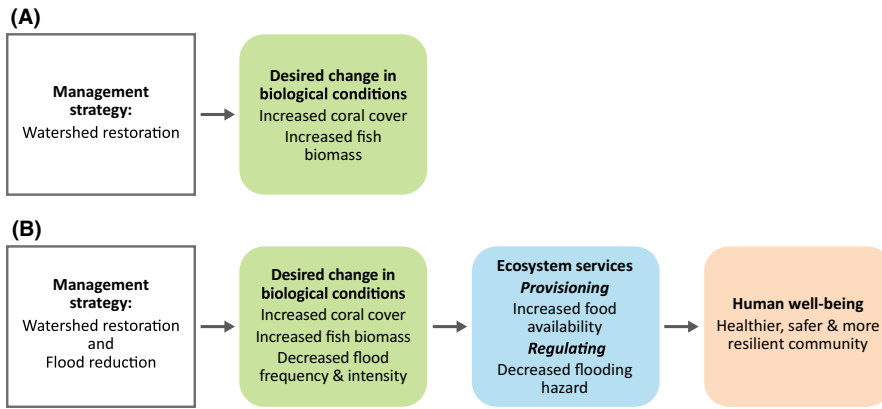 (A)
Management
strategy:
Watershed restoration
Desired change in
biological conditions
Increased coral cover
Increased fish
biomass
(B)
Management
strategy:
Watershed restoration
and
Flood reduction
Desired change in
biological conditions
Increased coral cover
Increased fish biomass
Decreased flood
frequency & intensity
Ecosystem services
Provisioning
Increased food
availability
Regulating
Decreased flooding
hazard
Human well-being
Healthier, safer & more
resilient community